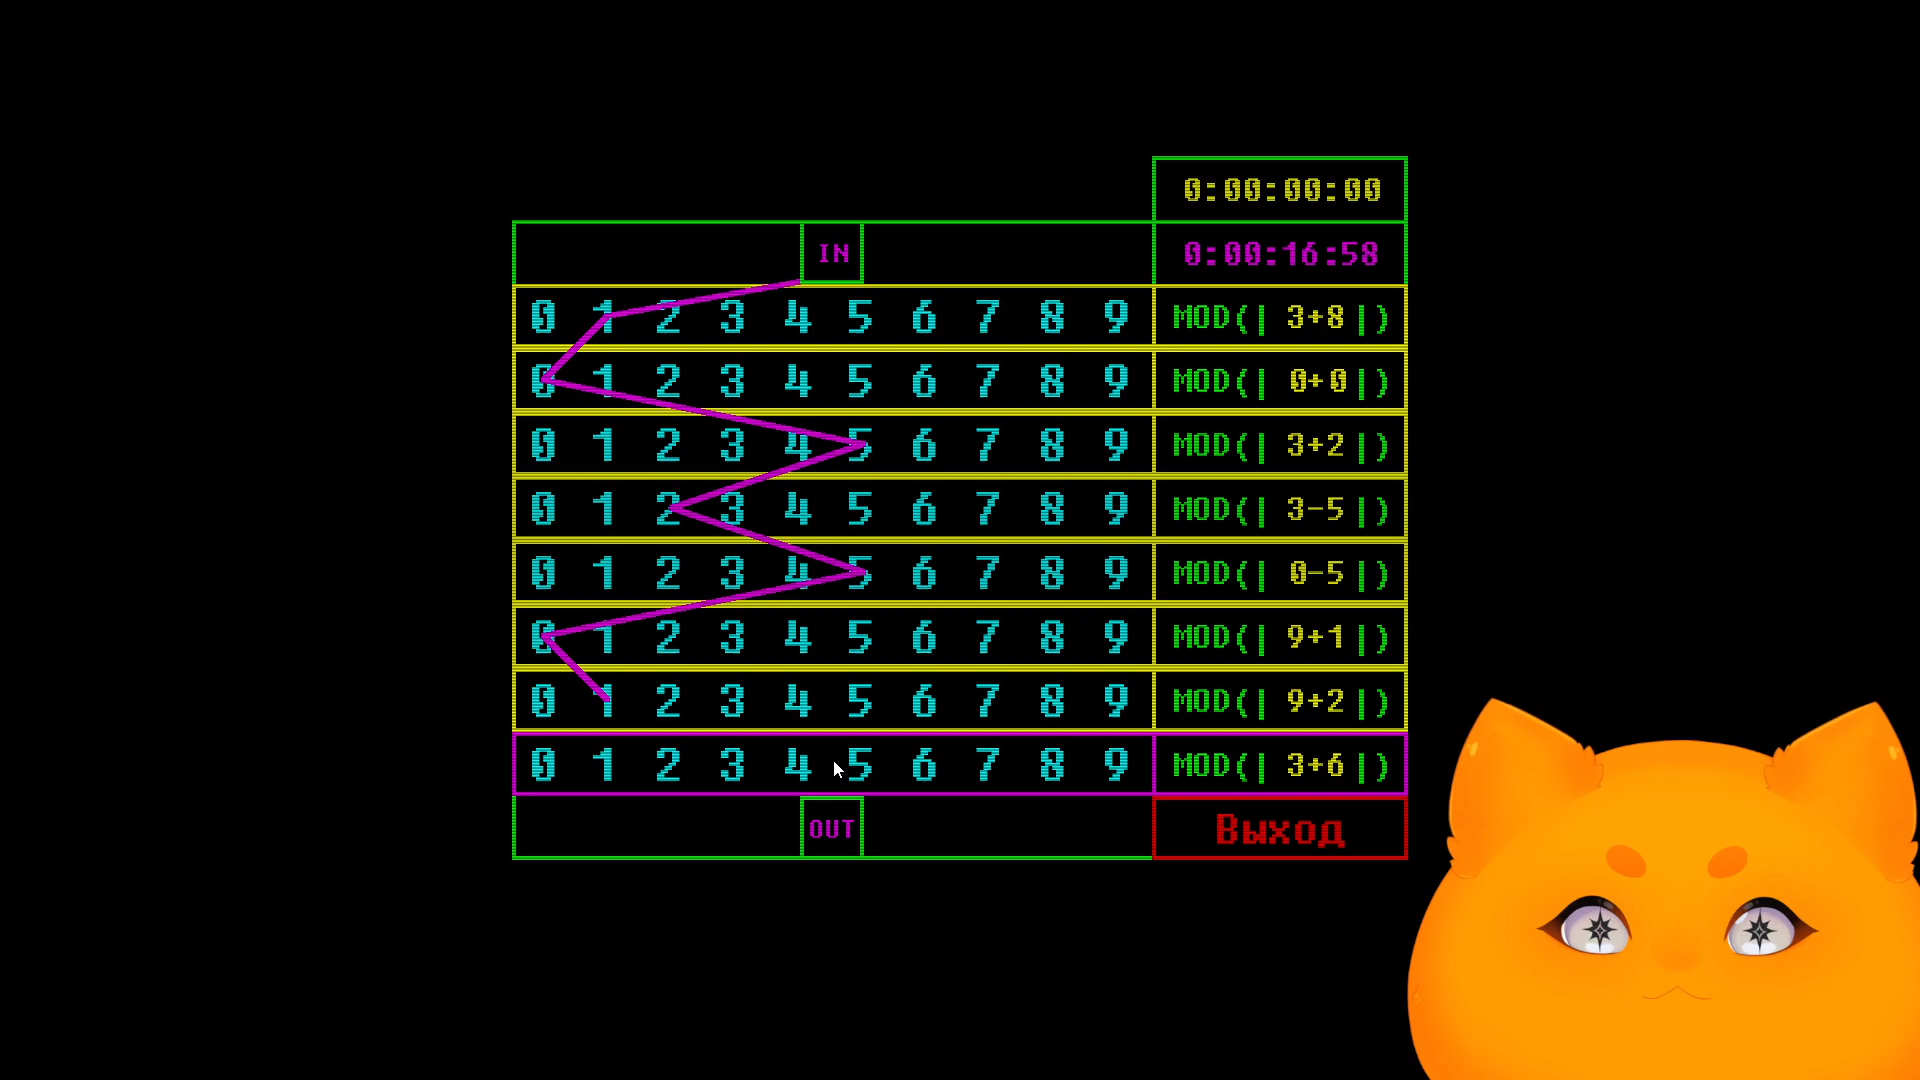 0:00:00:00
IN 0:00:16:58
0 1 2 3 4 5 6 7 8 9 MOD(| 3+8 |)
0 1 2 3 4 5 6 7 8 9 MOD(| 0+0 |)
0 1 2 3 4 5 6 7 8 9 MOD(| 3+2 |)
0 1 2 3 4 5 6 7 8 9 MOD(| 3-5 |)
0 1 2 3 4 5 6 7 8 9 MOD(| 0-5 |)
0 1 2 3 4 5 6 7 8 9 MOD(| 9+1 |)
0 1 2 3 4 5 6 7 8 9 MOD(| 9+2 |)
0 1 2 3 4 5 6 7 8 9 MOD(| 3+6 |)
OUT Выход